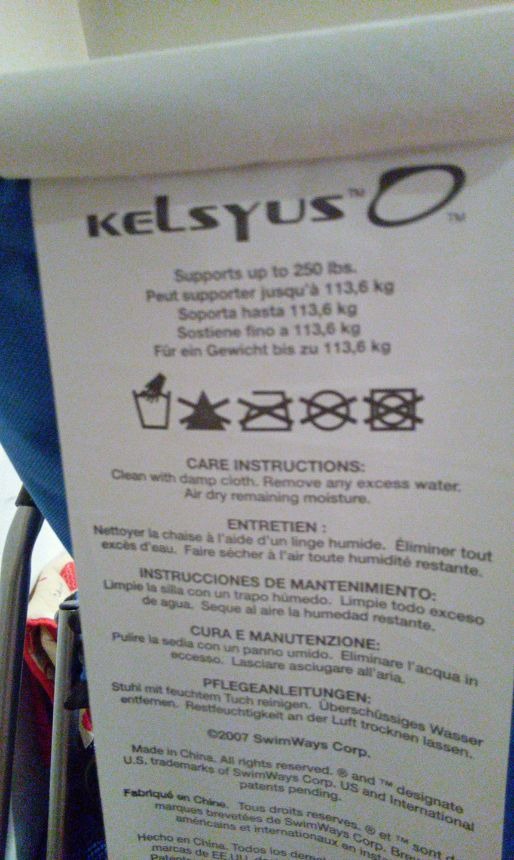 KELSYUS™ ™
Supports up to 250 lbs.
Peut supporter jusqu'à 113,6 kg
Soporta hasta 113,6 kg
Sostiene fino a 113,6 kg
Für ein Gewicht bis zu 113,6 kg
CARE INSTRUCTIONS:
Clean with damp cloth. Remove any excess water.
Air dry remaining moisture.
ENTRETIEN :
Nettoyer la chaise à l'aide d'un linge humide. Éliminer tout
excès d'eau. Faire sécher à l'air toute humidité restante.
INSTRUCCIONES DE MANTENIMIENTO:
Limpie la silla con un trapo húmedo. Limpie todo exceso
de agua. Seque al aire la humedad restante.
CURA E MANUTENZIONE:
Pulire la sedia con un panno umido. Eliminare l'acqua in
eccesso. Lasciare asciugare all'aria.
PFLEGEANLEITUNGEN:
Stuhl mit feuchtem Tuch reinigen. Überschüssiges Wasser
entfernen. Restfeuchtigkeit an der Luft trocknen lassen.
©2007 SwimWays Corp.
Made in China. All rights reserved. ® and ™ designate
U.S. trademarks of SwimWays Corp. US and International
patents pending.
Fabriqué en Chine. Tous droits reservés. ® et ™ sont
marques brevetées de SwimWays Corp.
américains et internationaux en
Hecho en China. Todos los
marcas de EE.UU.